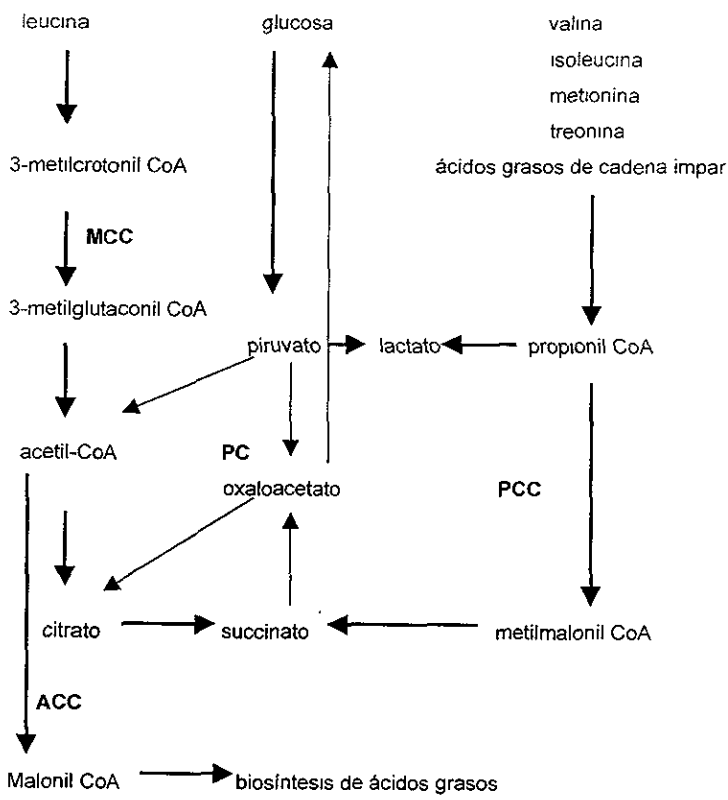 leucina
glucosa
valina
isoleucina
metionina
treonina
ácidos grasos de cadena impar
3-metilcrotonil CoA
MCC
3-metilglutaconil CoA
piruvato
lactato
propionil CoA
acetil-CoA
PC
oxaloacetato
PCC
citrato
succinato
metilmalonil CoA
ACC
Malonil CoA
biosíntesis de ácidos grasos